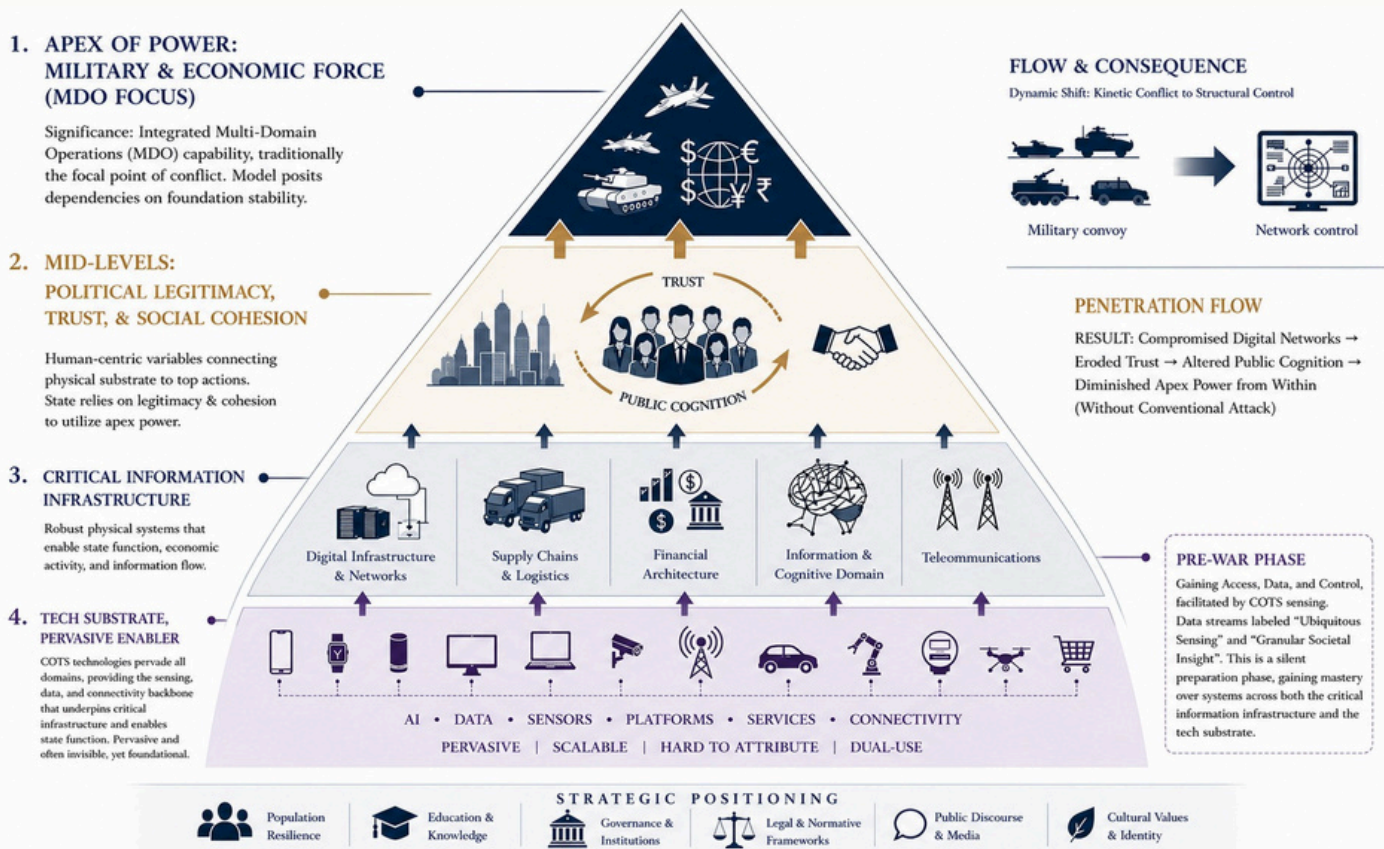 1. APEX OF POWER:
MILITARY & ECONOMIC FORCE
(MDO FOCUS)
Significance: Integrated Multi-Domain
Operations (MDO) capability, traditionally
the focal point of conflict. Model posits
dependencies on foundation stability.
$ €
$ ¥ ₹
FLOW & CONSEQUENCE
Dynamic Shift: Kinetic Conflict to Structural Control
Military convoy
Network control
2. MID-LEVELS:
POLITICAL LEGITIMACY,
TRUST, & SOCIAL COHESION
Human-centric variables connecting
physical substrate to top actions.
State relies on legitimacy & cohesion
to utilize apex power.
TRUST
PUBLIC COGNITION
PENETRATION FLOW
RESULT: Compromised Digital Networks →
Eroded Trust → Altered Public Cognition →
Diminished Apex Power from Within
(Without Conventional Attack)
3. CRITICAL INFORMATION
INFRASTRUCTURE
Robust physical systems that
enable state function, economic
activity, and information flow.
$
$
Digital Infrastructure
& Networks
Supply Chains
& Logistics
Financial
Architecture
Information &
Cognitive Domain
Telecommunications
4. TECH SUBSTRATE,
PERVASIVE ENABLER
COTS technologies pervade all
domains, providing the sensing,
data, and connectivity backbone
that underpins critical
infrastructure and enables
state function. Pervasive and
often invisible, yet foundational.
Y
AI • DATA • SENSORS • PLATFORMS • SERVICES • CONNECTIVITY
PERVASIVE | SCALABLE | HARD TO ATTRIBUTE | DUAL-USE
PRE-WAR PHASE
Gaining Access, Data, and Control,
facilitated by COTS sensing.
Data streams labeled “Ubiquitous
Sensing” and “Granular Societal
Insight”. This is a silent
preparation phase, gaining mastery
over systems across both the critical
information infrastructure and the
tech substrate.
STRATEGIC POSITIONING
Population
Resilience
Education &
Knowledge
Governance &
Institutions
Legal & Normative
Frameworks
Public Discourse
& Media
Cultural Values
& Identity